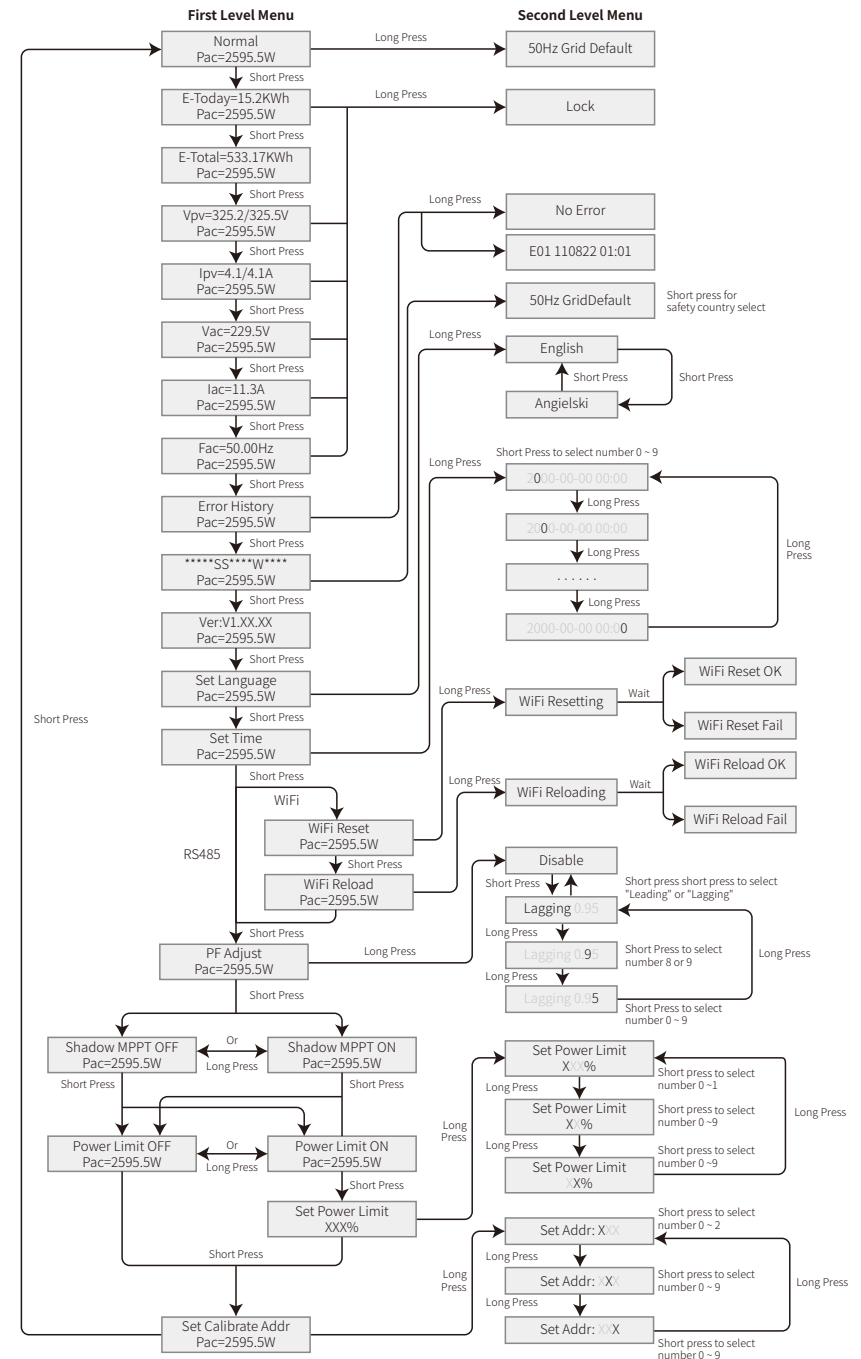 First Level Menu
Second Level Menu
Normal
Pac=2595.5W
Long Press
50Hz Grid Default
Short Press
E-Today=15.2KWh
Pac=2595.5W
Long Press
Lock
Short Press
E-Total=533.17KWh
Pac=2595.5W
Short Press
Vpv=325.2/325.5V
Pac=2595.5W
Short Press
Ipv=4.1/4.1A
Pac=2595.5W
Short Press
Vac=229.5V
Pac=2595.5W
Short Press
Iac=11.3A
Pac=2595.5W
Short Press
Fac=50.00Hz
Pac=2595.5W
Short Press
Error History
Pac=2595.5W
Long Press
No Error
E01 110822 01:01
Short Press
*****SS****W****
Pac=2595.5W
50Hz GridDefault
Short press for
safety country select
Short Press
Ver:V1.XX.XX
Pac=2595.5W
Short Press
Set Language
Pac=2595.5W
Long Press
English
Short Press
Short Press
Angielski
Short Press
Set Time
Pac=2595.5W
Long Press
Short Press to select number 0 ~ 9
2000-00-00 00:00
Long Press
2000-00-00 00:00
Long Press
. . . . . .
Long Press
2000-00-00 00:00
Long
Press
Short Press
Short Press
WiFi
RS485
WiFi Reset
Pac=2595.5W
Long Press
WiFi Resetting
Wait
WiFi Reset OK
WiFi Reset Fail
Short Press
WiFi Reload
Pac=2595.5W
Long Press
WiFi Reloading
Wait
WiFi Reload OK
WiFi Reload Fail
Short Press
PF Adjust
Pac=2595.5W
Long Press
Disable
Short Press
Short press short press to select
"Leading" or "Lagging"
Lagging 0.95
Long Press
Lagging 0.95
Short Press to select
number 8 or 9
Long Press
Long Press
Lagging 0.95
Short Press to select
number 0 ~ 9
Short Press
Shadow MPPT OFF
Pac=2595.5W
Or
Long Press
Shadow MPPT ON
Pac=2595.5W
Short Press
Short Press
Power Limit OFF
Pac=2595.5W
Or
Long Press
Power Limit ON
Pac=2595.5W
Short Press
Set Power Limit
XXX%
Long
Press
Set Power Limit
XXX%
Short press to select
number 0 ~1
Long Press
Set Power Limit
XXX%
Short press to select
number 0 ~9
Long Press
Long Press
Set Power Limit
XXX%
Short press to select
number 0 ~9
Short Press
Set Calibrate Addr
Pac=2595.5W
Long
Press
Short press to select
number 0 ~ 2
Set Addr: XXX
Long Press
Set Addr: XXX
Short press to select
number 0 ~ 9
Long Press
Long Press
Set Addr: XXX
Short press to select
number 0 ~ 9